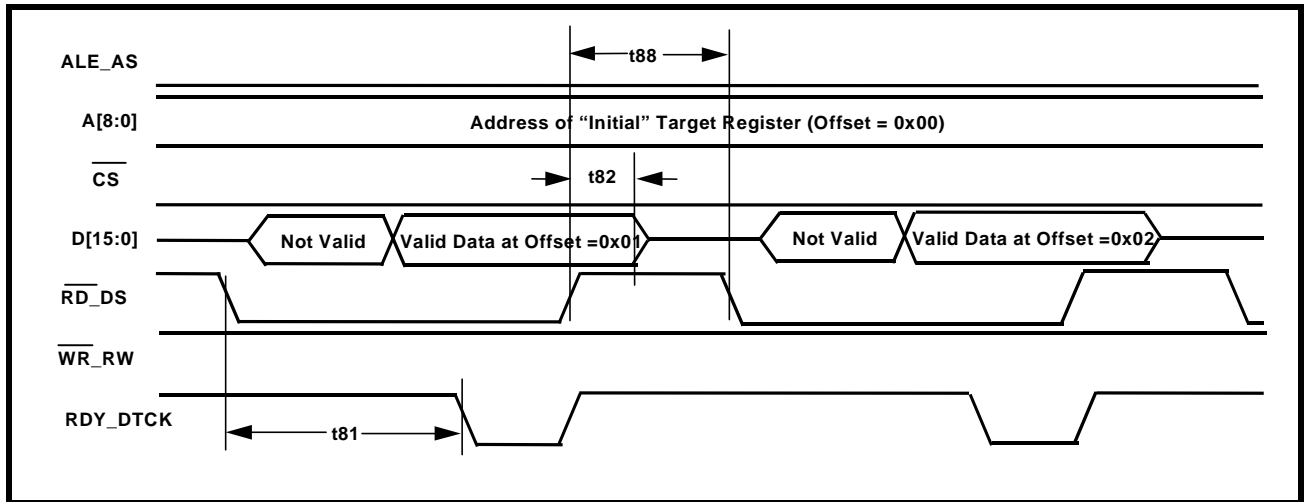 t88
ALE_AS
A[8:0]
Address of “Initial” Target Register (Offset = 0x00)
CS
t82
D[15:0]
Not Valid
Valid Data at Offset =0x01
Not Valid
Valid Data at Offset =0x02
RD_DS
WR_RW
RDY_DTCK
t81